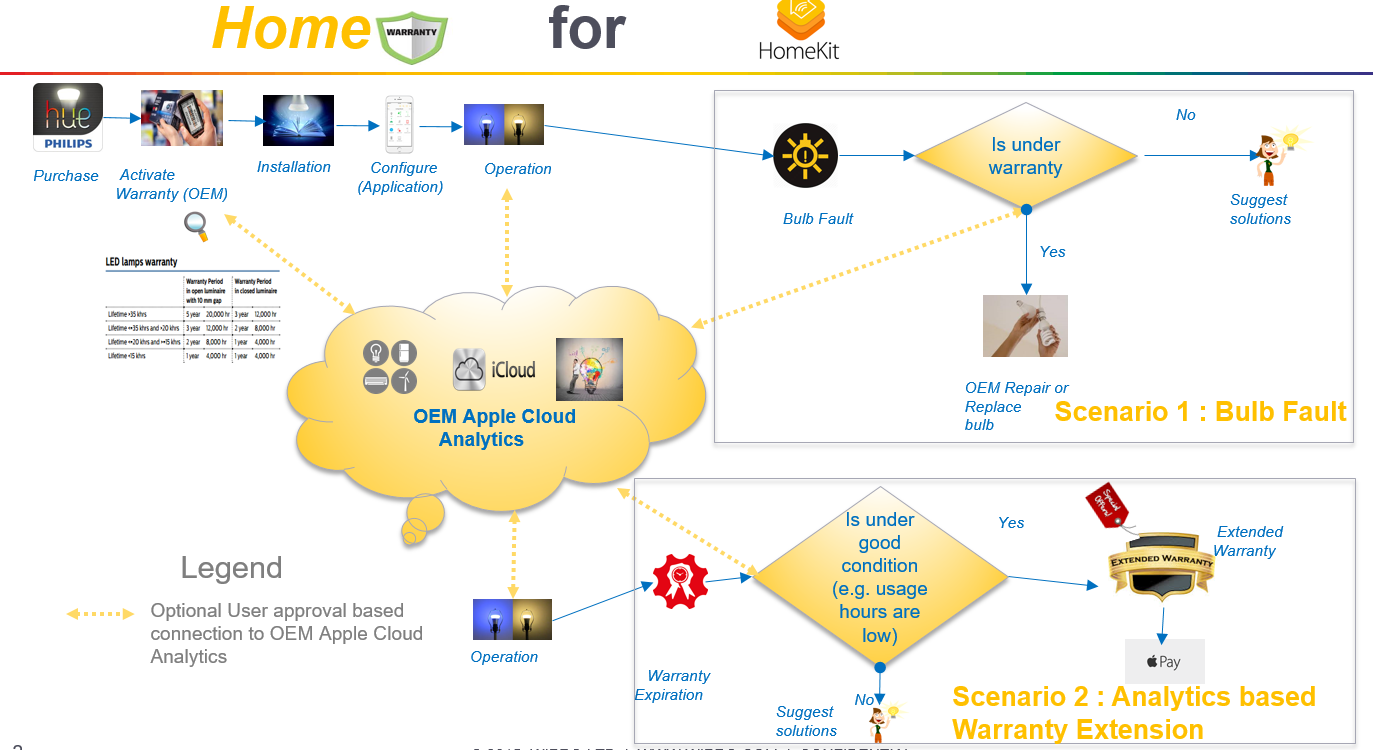 Home WARRANTY for HomeKit
hue
PHILIPS
Purchase
Activate
Warranty (OEM)
Installation
Configure
(Application)
Operation
Bulb Fault
Is under
warranty
No
Suggest
solutions
Yes
OEM Repair or
Replace
bulb
Scenario 1 : Bulb Fault
LED lamps warranty
Warranty Period Warranty Period
in open luminaire in closed luminaire
with 10 mm gap
Lifetime >35 khrs 5 year 20,000 hr 3 year 12,000 hr
Lifetime <=35 khrs and >20 khrs 3 year 12,000 hr 2 year 8,000 hr
Lifetime <=20 khrs and >=15 khrs 2 year 8,000 hr 1 year 4,000 hr
Lifetime <15 khrs 1 year 4,000 hr 1 year 4,000 hr
iCloud
OEM Apple Cloud
Analytics
Legend
Optional User approval based
connection to OEM Apple Cloud
Analytics
Operation
Warranty
Expiration
Is under
good
condition
(e.g. usage
hours are
low)
Yes
Special
Offer!
Extended
Warranty
EXTENDED WARRANTY
Pay
No
Suggest
solutions
Scenario 2 : Analytics based
Warranty Extension